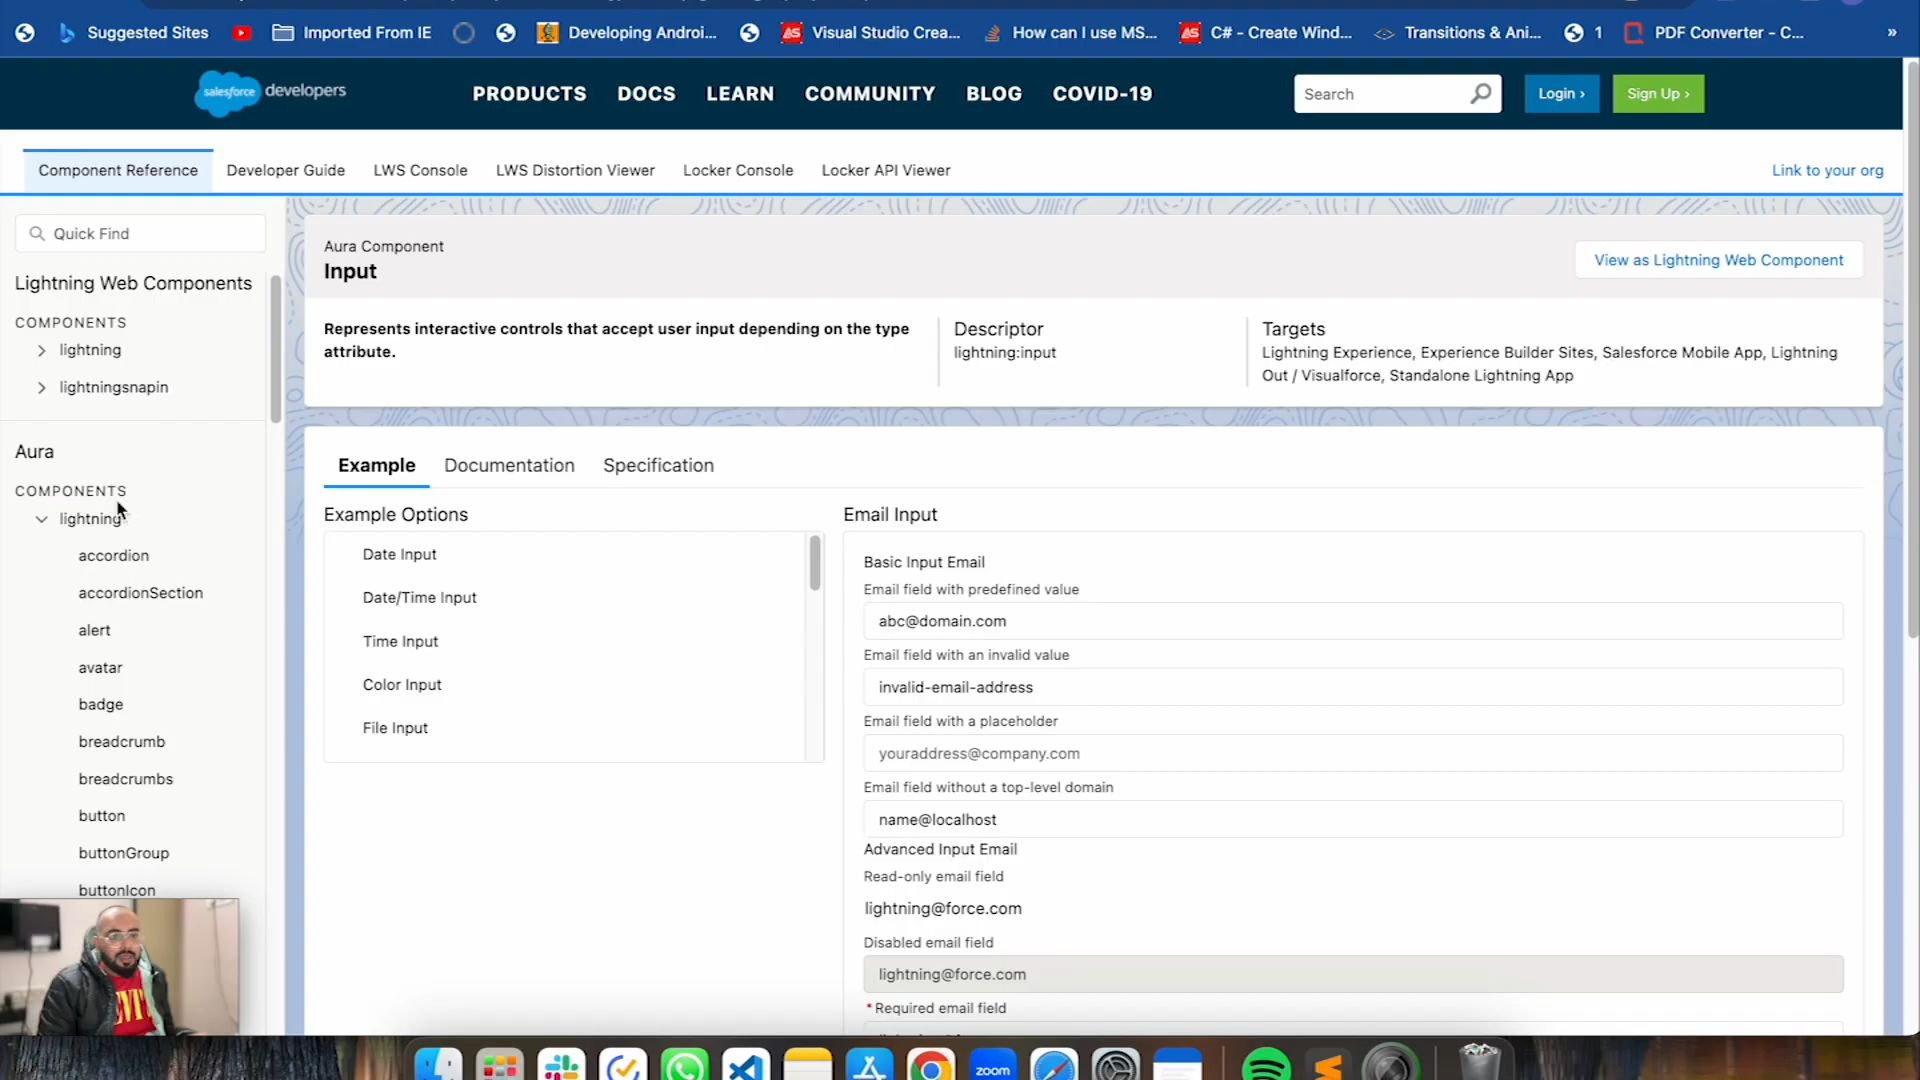 Suggested Sites
Imported From IE
Developing Androi...
Visual Studio Crea...
How can I use MS...
C# - Create Wind...
Transitions & Ani...
1
PDF Converter - C...
»
salesforce developers
PRODUCTS
DOCS
LEARN
COMMUNITY
BLOG
COVID-19
Search
Login ›
Sign Up ›
Component Reference
Developer Guide
LWS Console
LWS Distortion Viewer
Locker Console
Locker API Viewer
Link to your org
Quick Find
Lightning Web Components
COMPONENTS
lightning
lightningsnapin
Aura
COMPONENTS
lightning
accordion
accordionSection
alert
avatar
badge
breadcrumb
breadcrumbs
button
buttonGroup
buttonIcon
Aura Component
Input
View as Lightning Web Component
Represents interactive controls that accept user input depending on the type
attribute.
Descriptor
lightning:input
Targets
Lightning Experience, Experience Builder Sites, Salesforce Mobile App, Lightning
Out / Visualforce, Standalone Lightning App
Example
Documentation
Specification
Example Options
Date Input
Date/Time Input
Time Input
Color Input
File Input
Email Input
Basic Input Email
Email field with predefined value
abc@domain.com
Email field with an invalid value
invalid-email-address
Email field with a placeholder
youraddress@company.com
Email field without a top-level domain
name@localhost
Advanced Input Email
Read-only email field
lightning@force.com
Disabled email field
lightning@force.com
* Required email field
zoom